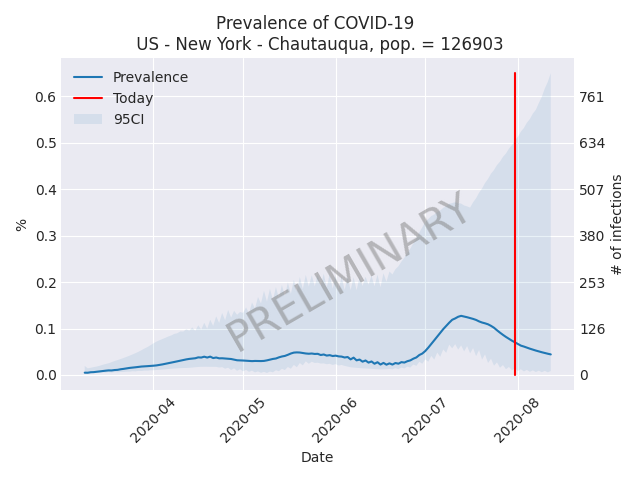 Prevalence of COVID-19
US - New York - Chautauqua, pop. = 126903
Prevalence
Today
95CI
PRELIMINARY
%
0.6
0.5
0.4
0.3
0.2
0.1
0.0
761
634
507
380
253
126
0
# of infections
2020-04
2020-05
2020-06
2020-07
2020-08
Date